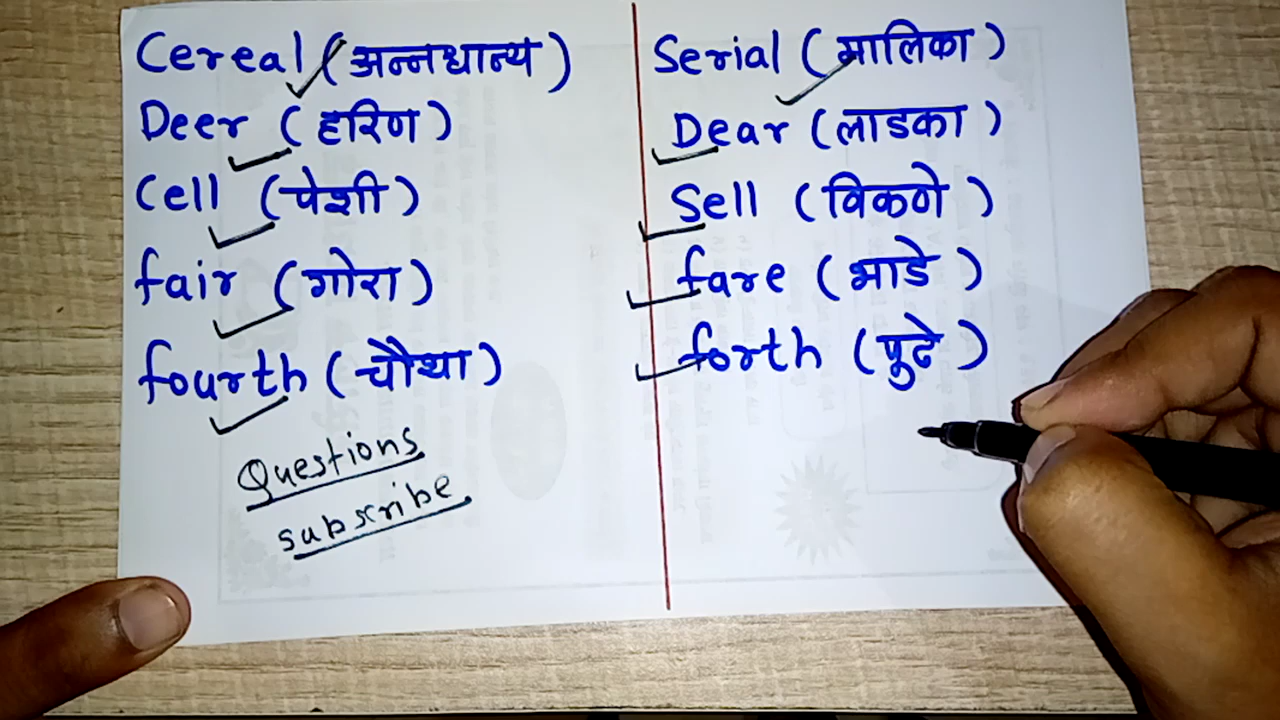 Cereal (अन्नधान्य)
Deer (हरिण)
Cell (पेशी)
fair (गोरा)
fourth (चौथा)
Questions
subscribe
Serial (मालिका)
Dear (लाडका)
Sell (विकणे)
fare (भाडे)
forth (पुढे)